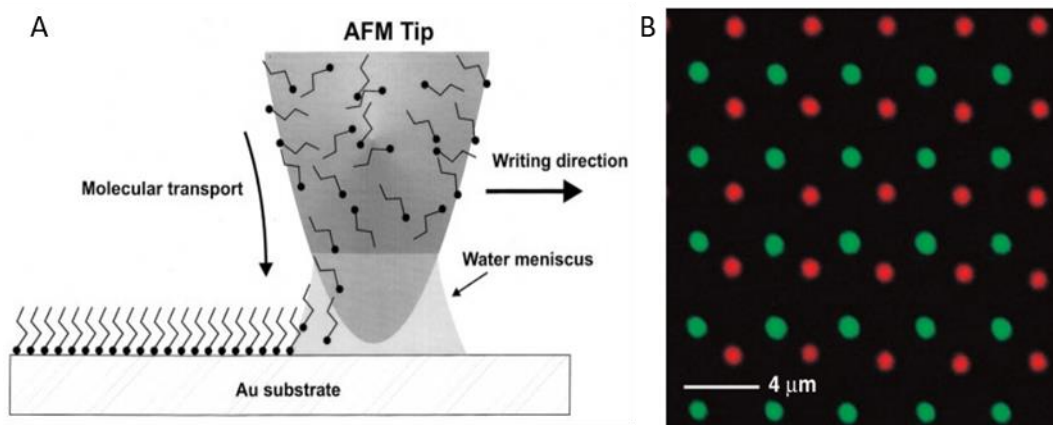 A
AFM Tip
Molecular transport
Writing direction
Water meniscus
Au substrate
B
4 μm